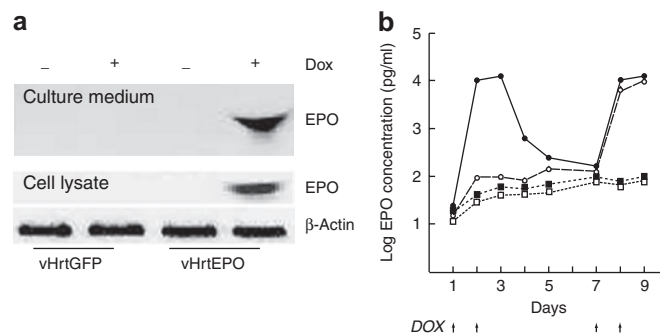 a
– + – + Dox
Culture medium
EPO
Cell lysate
EPO
β-Actin
vHrtGFP vHrtEPO
b
Log EPO concentration (pg/ml)
5
4
3
2
1
1 3 5 7 9
Days
DOX